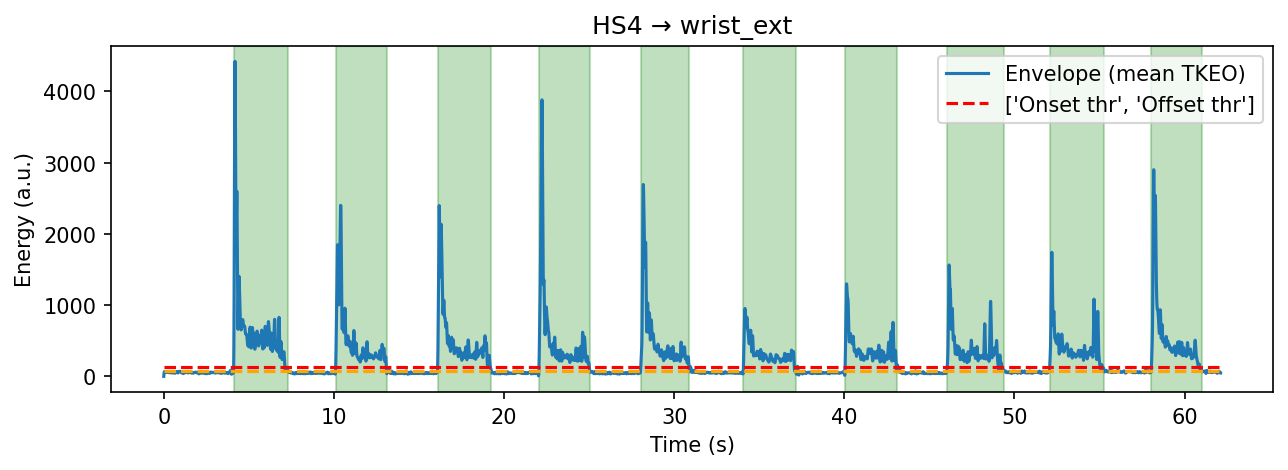 HS4 → wrist_ext
Energy (a.u.)
4000
3000
2000
1000
0
Envelope (mean TKEO)
['Onset thr', 'Offset thr']
0 10 20 30 40 50 60
Time (s)